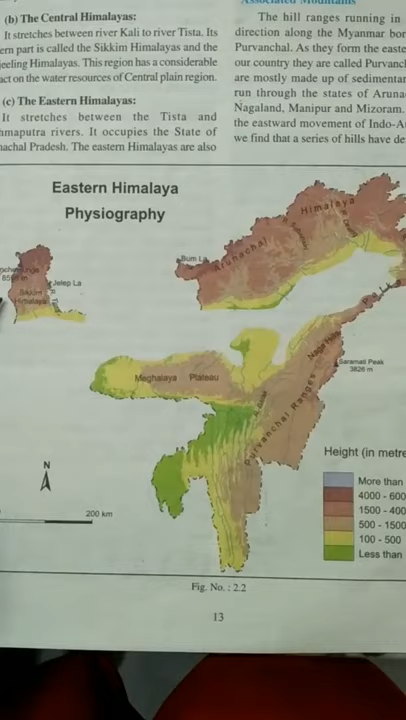 (b) The Central Himalayas:
It stretches between river Kali to river Tista. Its
ern part is called the Sikkim Himalayas and the
jeeling Himalayas. This region has a considerable
act on the water resources of Central plain region.
(c) The Eastern Himalayas:
It stretches between the Tista and
hmaputra rivers. It occupies the State of
nachal Pradesh. The eastern Himalayas are also
Associated Mountains
The hill ranges running in
direction along the Myanmar bor
Purvanchal. As they form the easte
our country they are called Purvanc
are mostly made up of sedimentar
run through the states of Aruna
Nagaland, Manipur and Mizoram.
the eastward movement of Indo-Au
we find that a series of hills have de
Eastern Himalaya
Physiography
Jelep La
Sikkim
Himalaya
Bum La
Arunachal Himalaya
Naga Hills
Saramati Peak
3826 m
Meghalaya Plateau
Purvanchal Ranges
N
200 km
Height (in metre
More than
4000 - 600
1500 - 400
500 - 1500
100 - 500
Less than
Fig. No. : 2.2
13